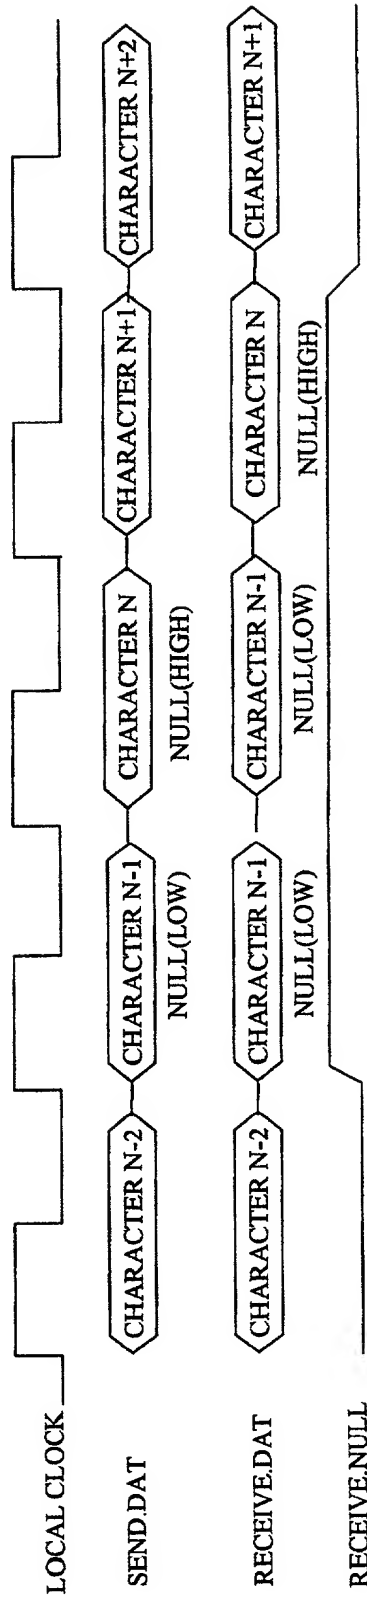 LOCAL CLOCK
SEND.DAT
CHARACTER N-2
CHARACTER N-1
CHARACTER N
CHARACTER N+1
CHARACTER N+2
NULL(LOW)
NULL(HIGH)
RECEIVE.DAT
CHARACTER N-2
CHARACTER N-1
CHARACTER N-1
CHARACTER N
CHARACTER N+1
NULL(LOW)
NULL(LOW)
NULL(HIGH)
RECEIVE.NULL